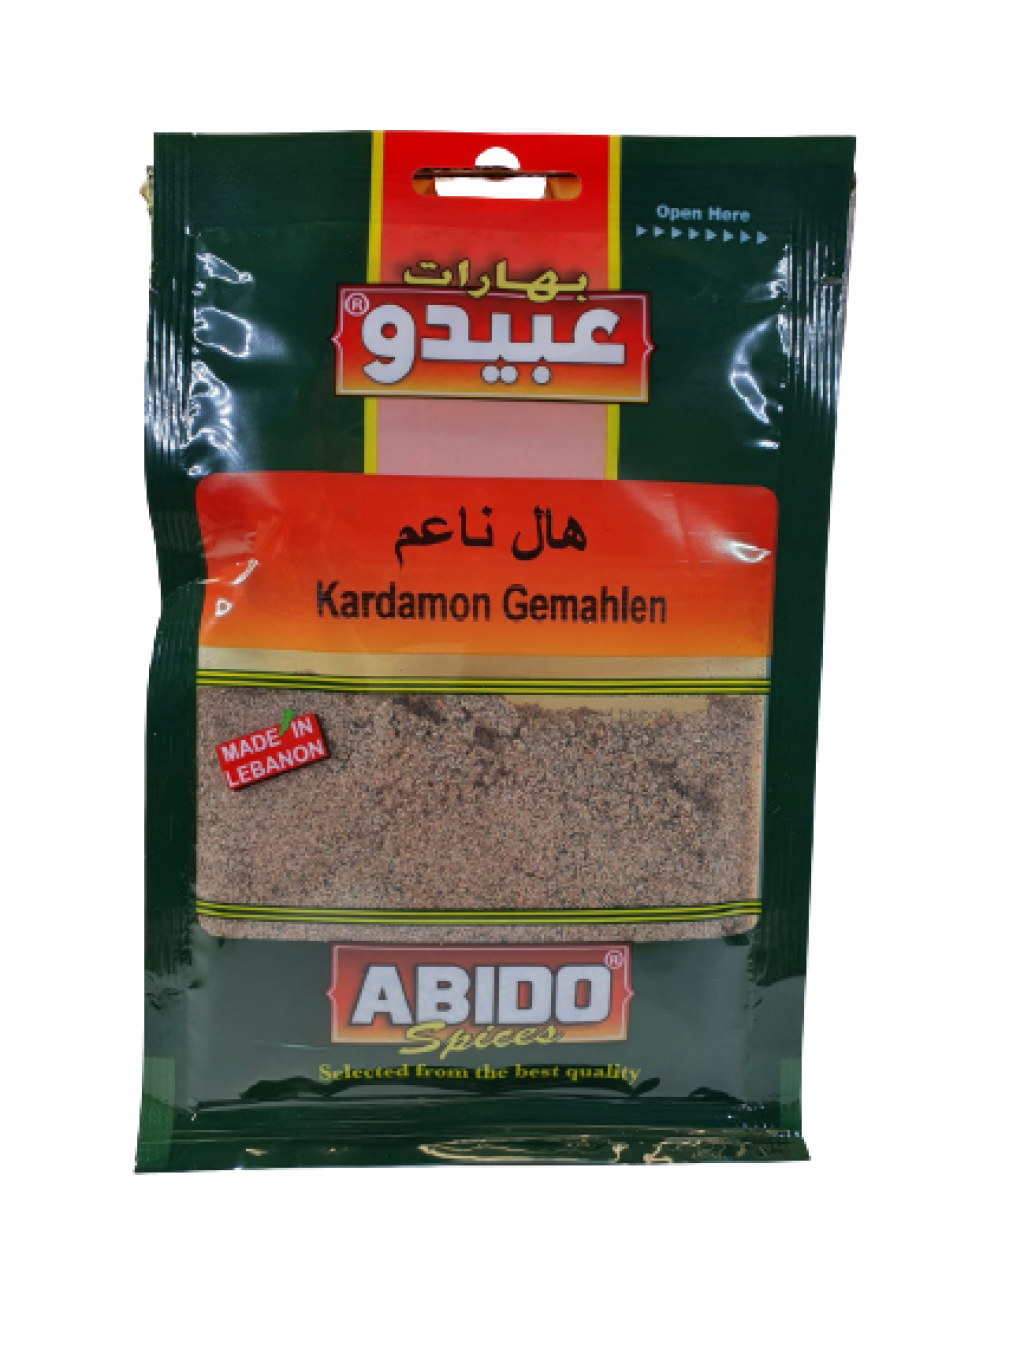 Open Here
بهارات
عبيدو®
هال ناعم
Kardamon Gemahlen
MADE IN
LEBANON
ABIDO®
Spices
Selected from the best quality